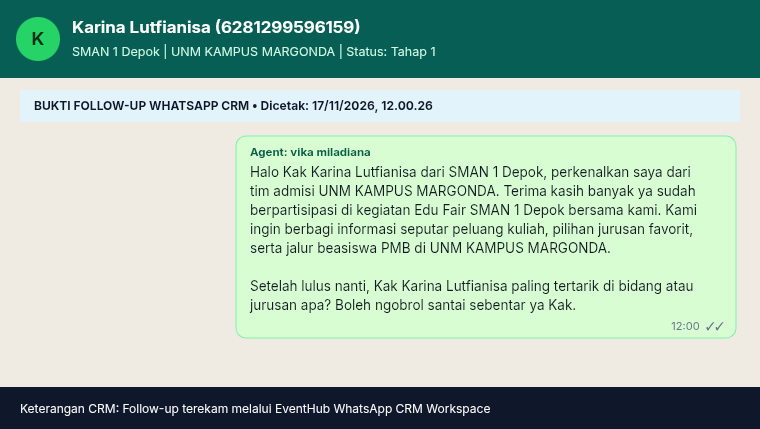 K
Karina Lutfianisa (6281299596159)
SMAN 1 Depok | UNM KAMPUS MARGONDA | Status: Tahap 1
BUKTI FOLLOW-UP WHATSAPP CRM • Dicetak: 17/11/2026, 12.00.26
Agent: vika miladiana
Halo Kak Karina Lutfianisa dari SMAN 1 Depok, perkenalkan saya dari
tim admisi UNM KAMPUS MARGONDA. Terima kasih banyak ya sudah
berpartisipasi di kegiatan Edu Fair SMAN 1 Depok bersama kami. Kami
ingin berbagi informasi seputar peluang kuliah, pilihan jurusan favorit,
serta jalur beasiswa PMB di UNM KAMPUS MARGONDA.
Setelah lulus nanti, Kak Karina Lutfianisa paling tertarik di bidang atau
jurusan apa? Boleh ngobrol santai sebentar ya Kak.
12:00 ✓✓
Keterangan CRM: Follow-up terekam melalui EventHub WhatsApp CRM Workspace